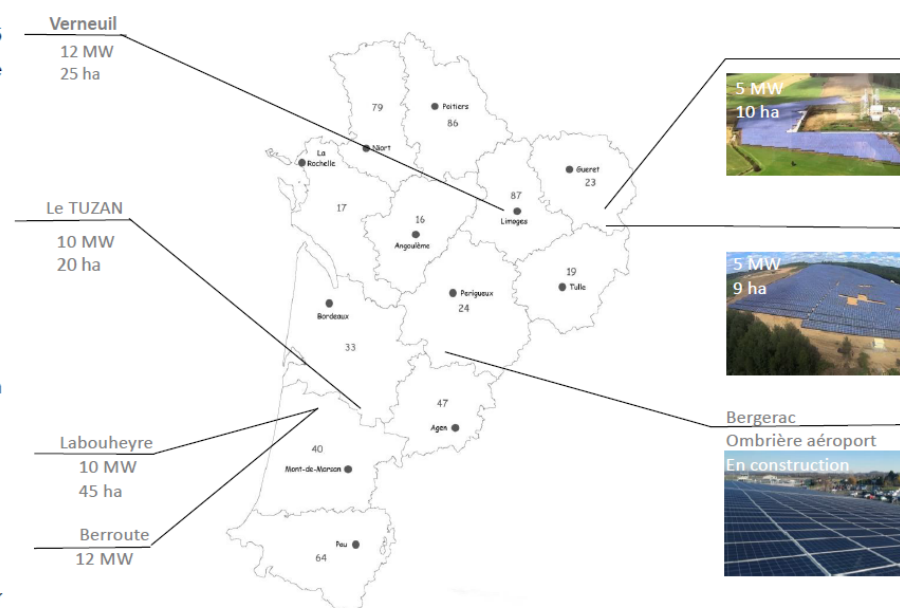 Verneuil
12 MW
25 ha
Le TUZAN
10 MW
20 ha
Labouheyre
10 MW
45 ha
Berroute
12 MW
79
Poitiers
86
Niort
La
Rochelle
Gueret
23
87
Limoges
17
16
Angoulème
19
Tulle
Perigueux
24
Bordeaux
33
47
Agen
40
Mont-de-Marsan
Pau
64
5 MW
10 ha
5 MW
9 ha
Bergerac
Ombrière aéroport
En construction